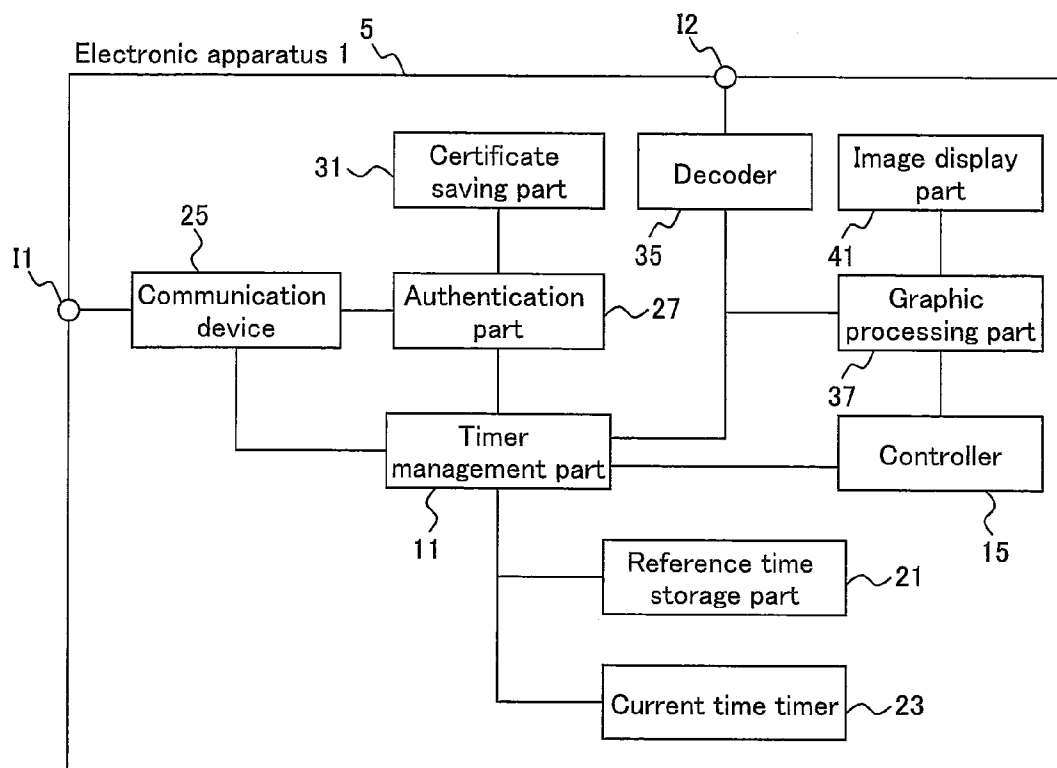 Electronic apparatus 1
5
I2
31
Certificate
saving part
Decoder
Image display
part
25
35
41
I1
Communication
device
Authentication
part
27
Graphic
processing part
37
Timer
management part
Controller
11
15
Reference time
storage part
21
Current time timer
23